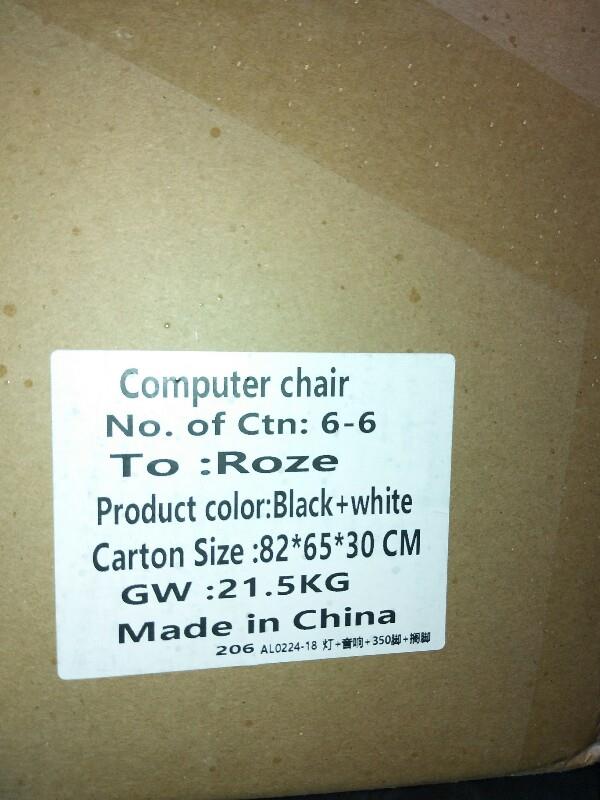 Computer chair
No. of Ctn: 6-6
To :Roze
Product color:Black+white
Carton Size :82*65*30 CM
GW :21.5KG
Made in China
206 AL0224-18 灯+音响+350脚+搁脚